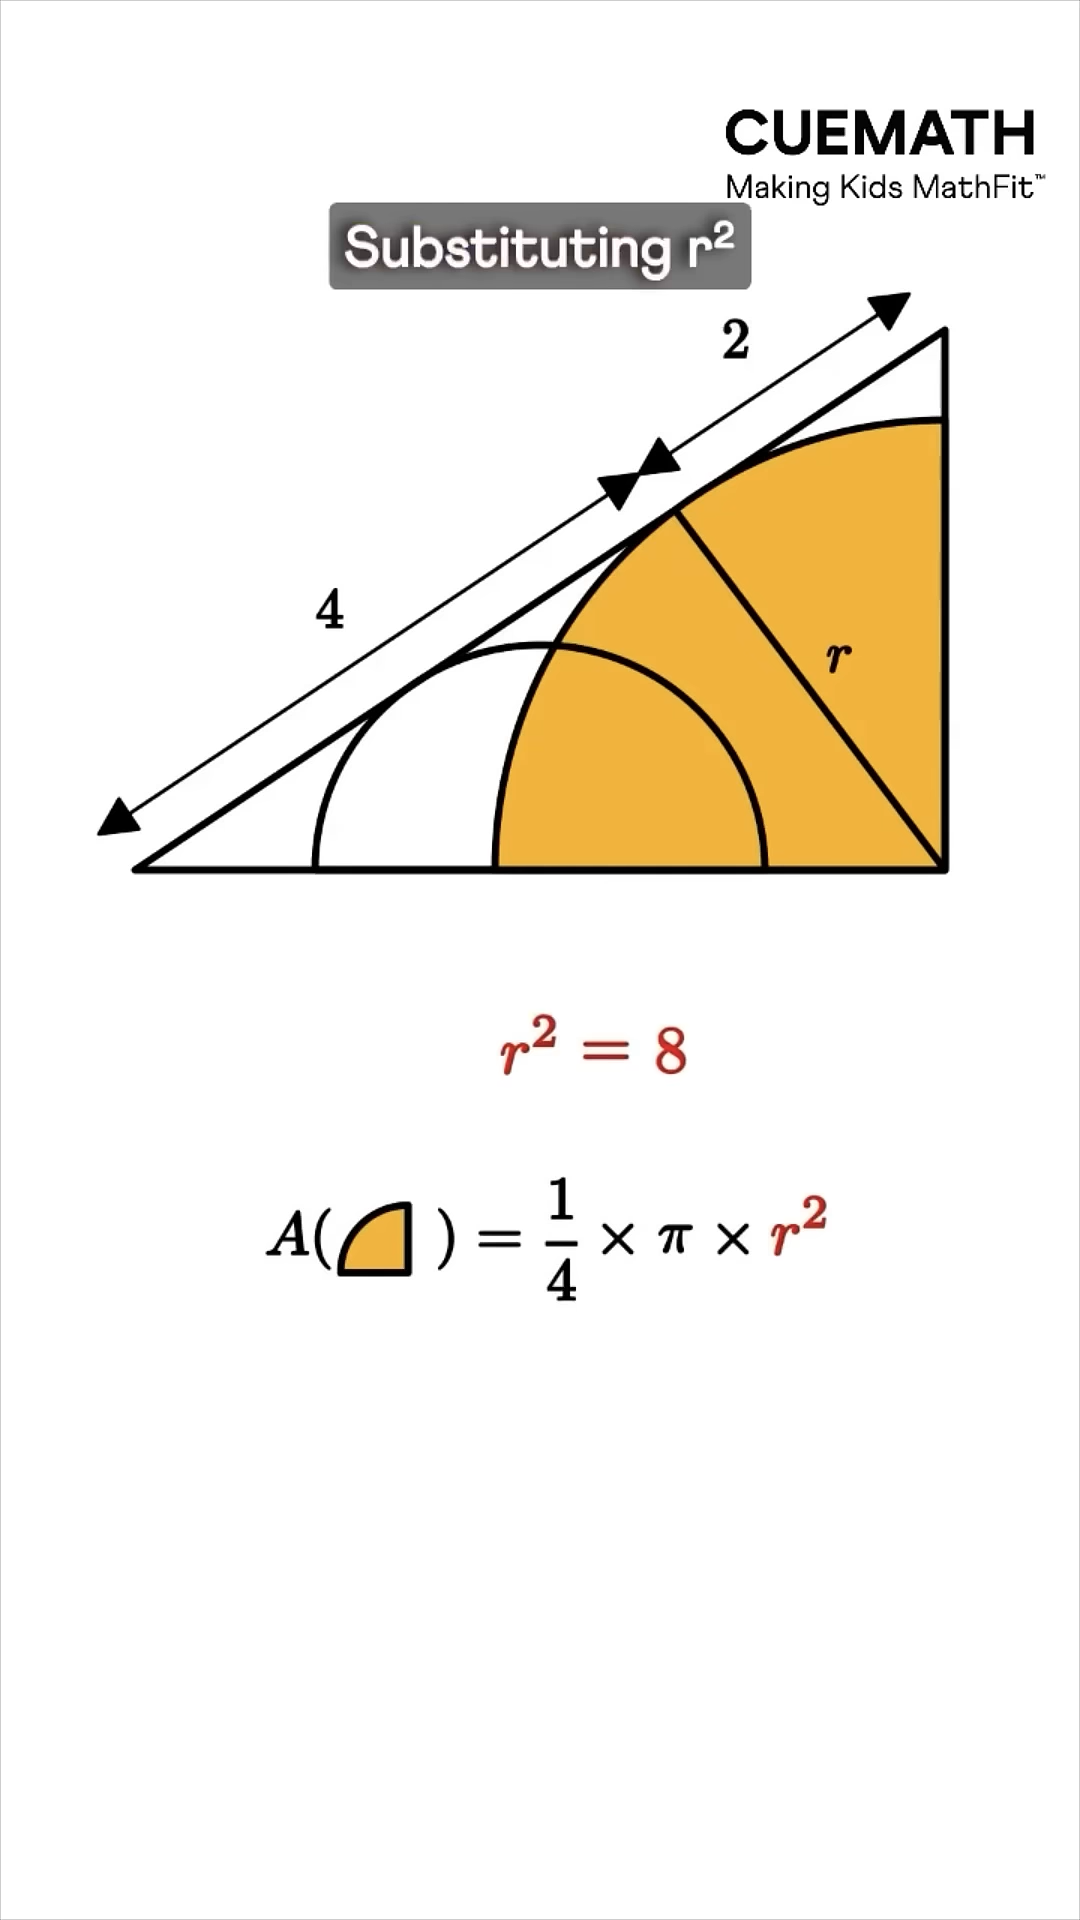 CUEMATH
Making Kids MathFit™
Substituting r²
2
4
r
r² = 8
A( ) = 1/4 × π × r²